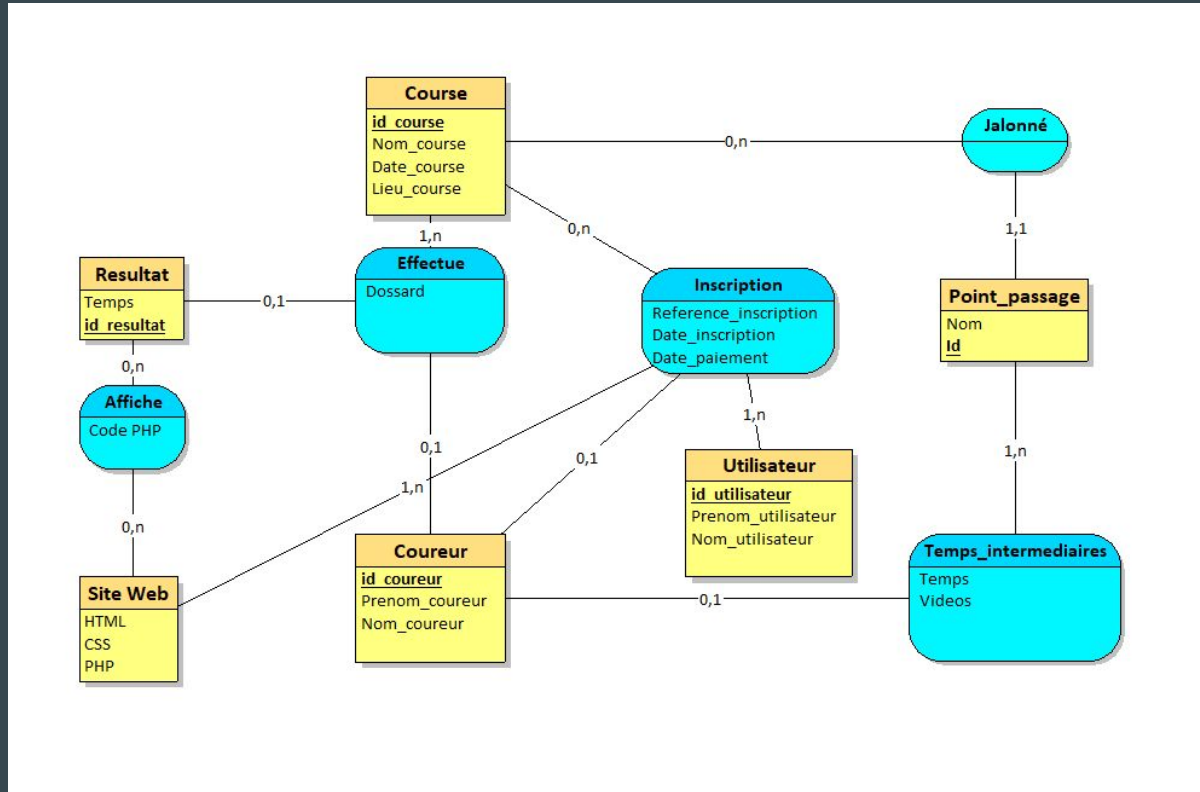 Course
id_course
Nom_course
Date_course
Lieu_course
0,n
Jalonné
1,n
0,n
1,1
Effectue
Dossard
Resultat
Temps
id_resultat
0,1
Inscription
Reference_inscription
Date_inscription
Date_paiement
Point_passage
Nom
Id
0,n
Affiche
Code PHP
1,n
0,1
0,1
1,n
1,n
Utilisateur
id_utilisateur
Prenom_utilisateur
Nom_utilisateur
0,n
Coureur
id_coureur
Prenom_coureur
Nom_coureur
0,1
Temps_intermediaires
Temps
Videos
Site Web
HTML
CSS
PHP